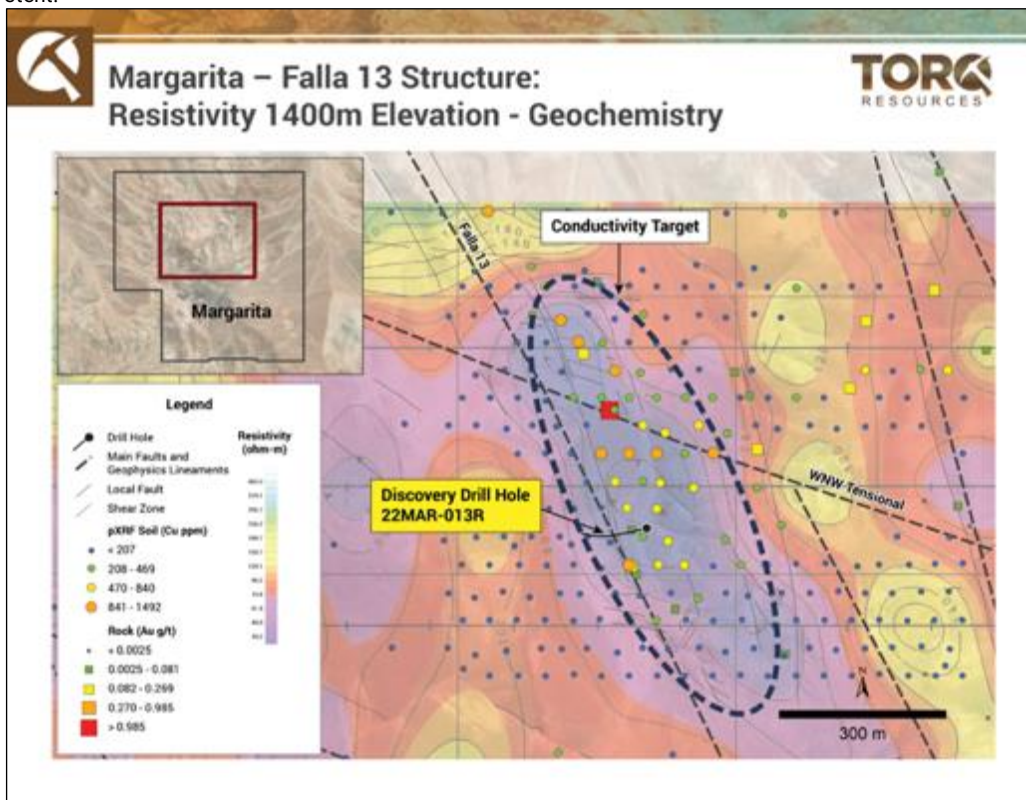 Margarita – Falla 13 Structure:
Resistivity 1400m Elevation - Geochemistry
TORQ
RESOURCES
Margarita
Falla 13
Conductivity Target
WNW-Tensional
Discovery Drill Hole
22MAR-013R
300 m
Legend
Drill Hole
Main Faults and
Geophysics Lineaments
Local Fault
Shear Zone
pXRF Soil (Cu ppm)
< 207
208 - 469
470 - 840
841 - 1492
Rock (Au g/t)
< 0.0025
0.0025 - 0.081
0.082 - 0.269
0.270 - 0.985
> 0.985
Resistivity
(ohm-m)